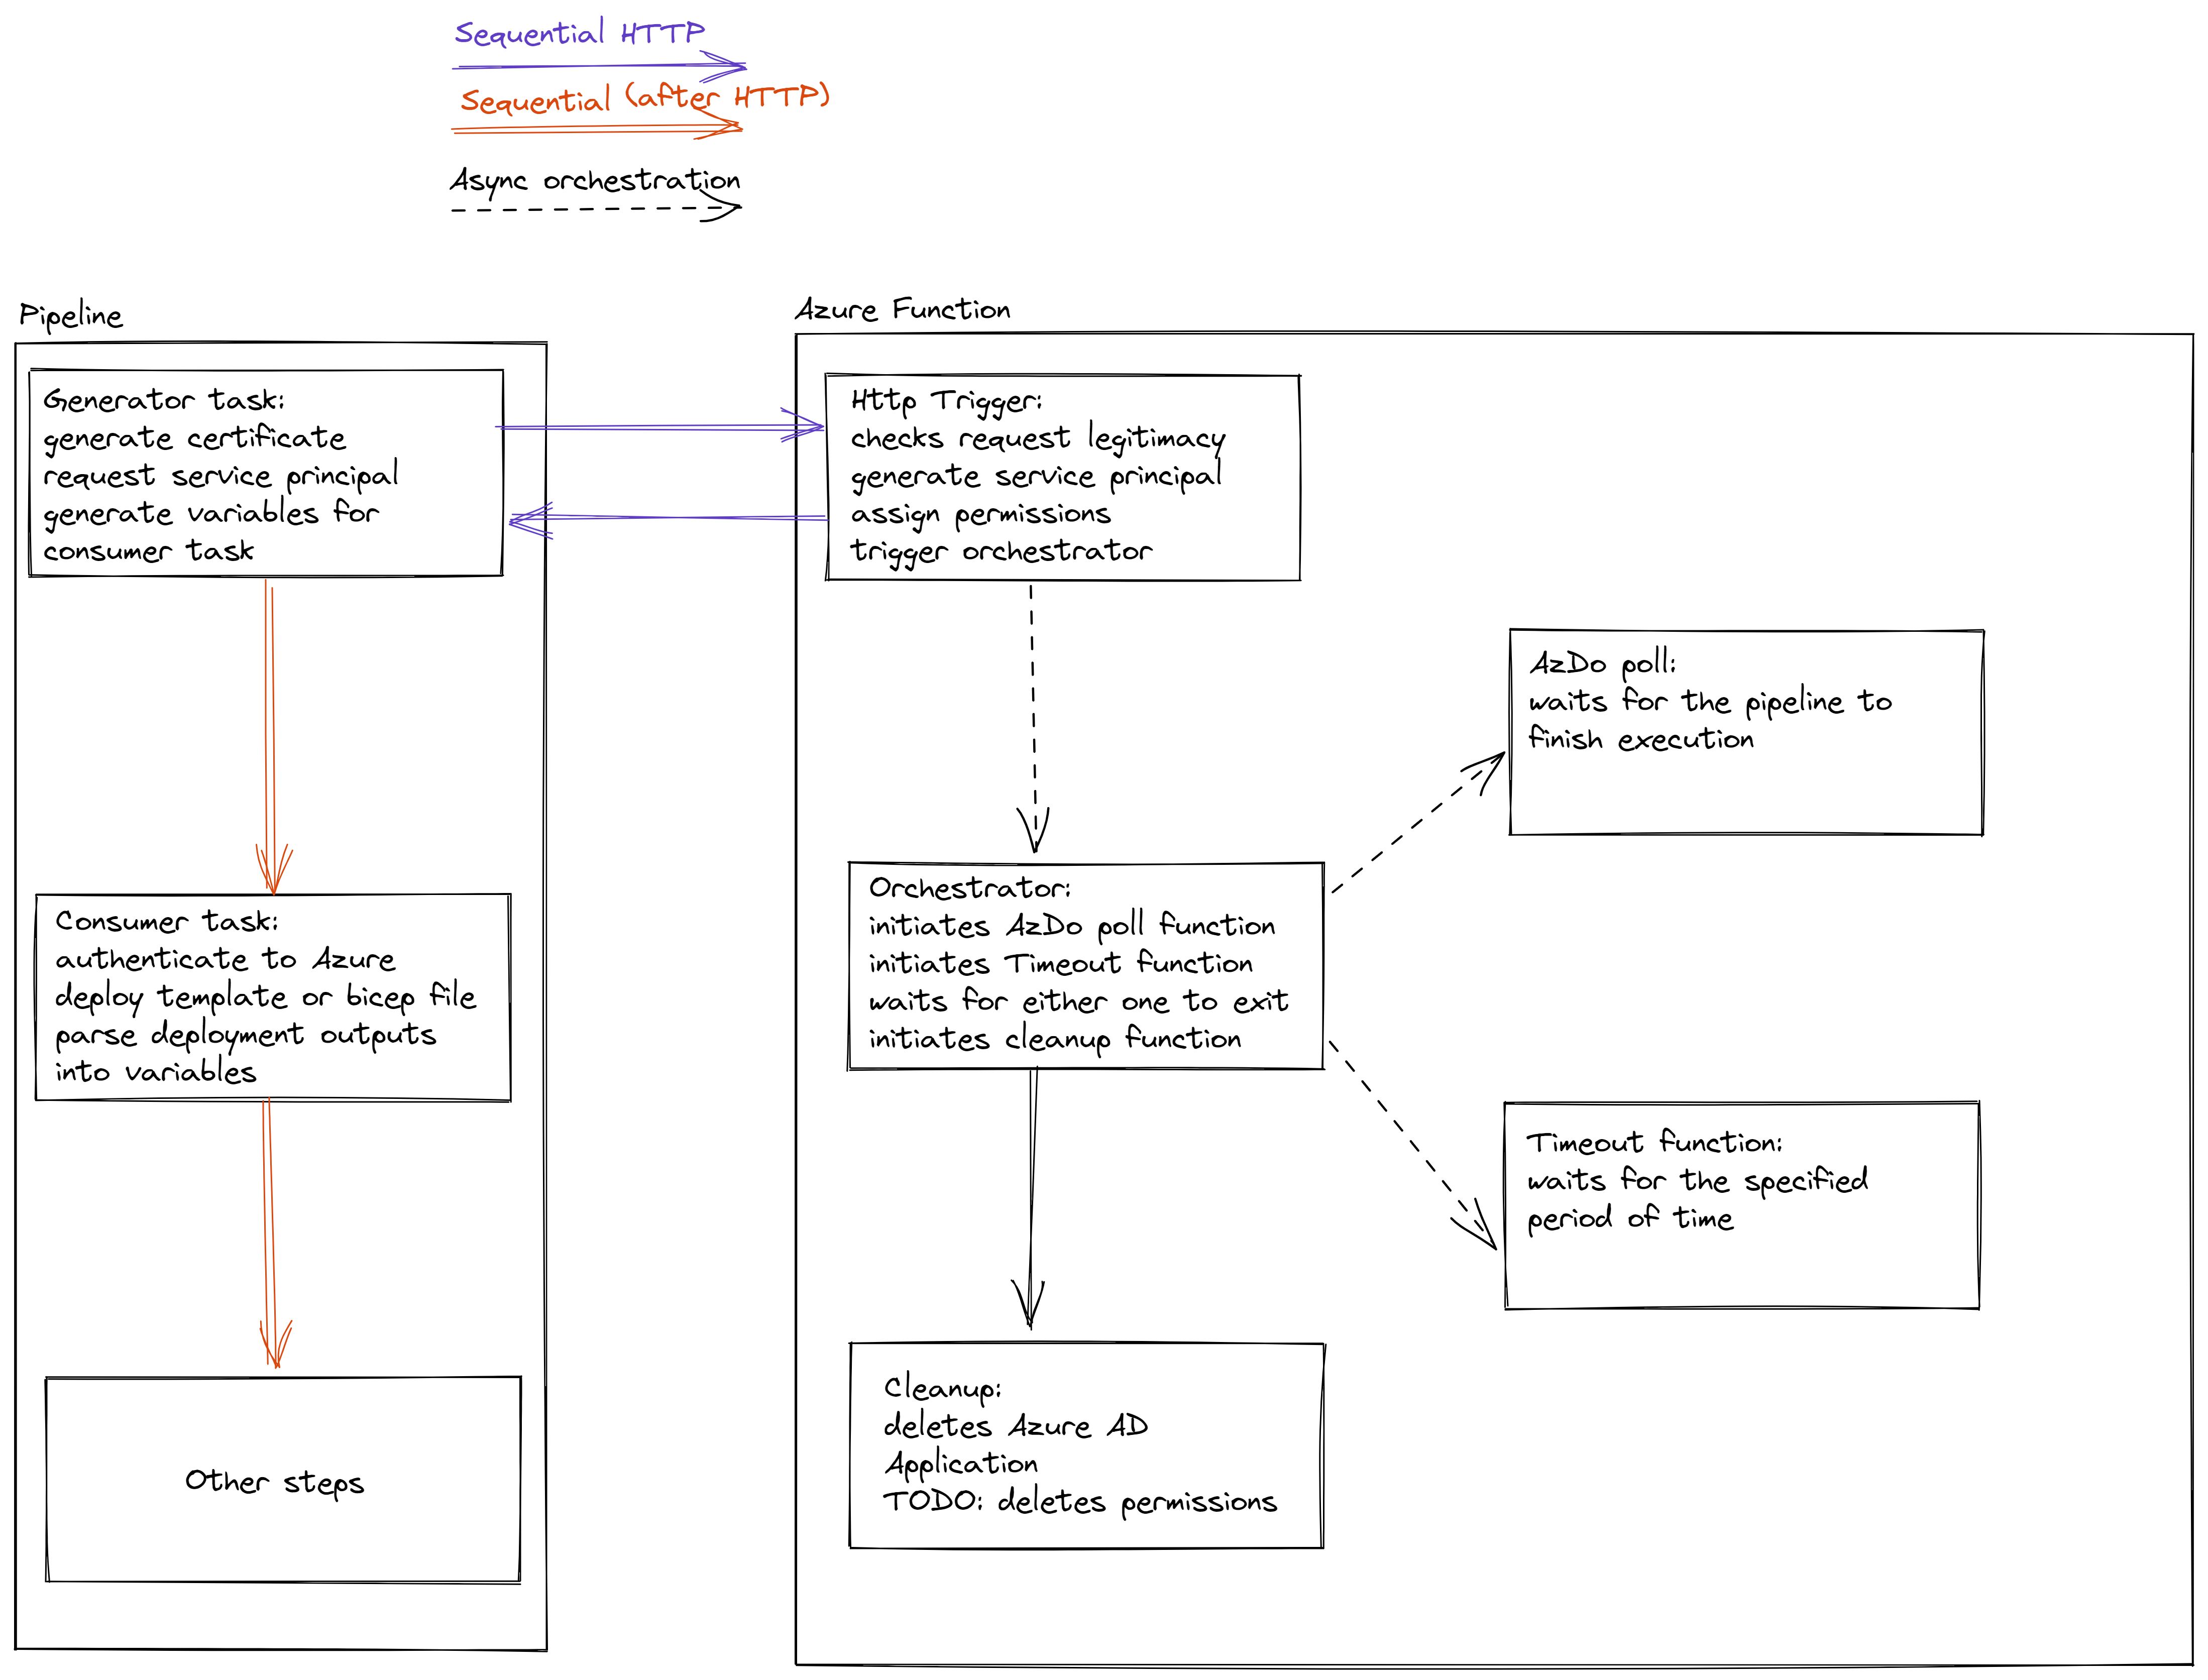 Sequential HTTP
Sequential (after HTTP)
Async orchestration
Pipeline
Generator task:
generate certificate
request service principal
generate variables for
consumer task
Consumer task:
authenticate to Azure
deploy template or bicep file
parse deployment outputs
into variables
Other steps
Azure Function
Http Trigger:
checks request legitimacy
generate service principal
assign permissions
trigger orchestrator
AzDo poll:
waits for the pipeline to
finish execution
Orchestrator:
initiates AzDo poll function
initiates Timeout function
waits for either one to exit
initiates cleanup function
Timeout function:
waits for the specified
period of time
Cleanup:
deletes Azure AD
Application
TODO: deletes permissions